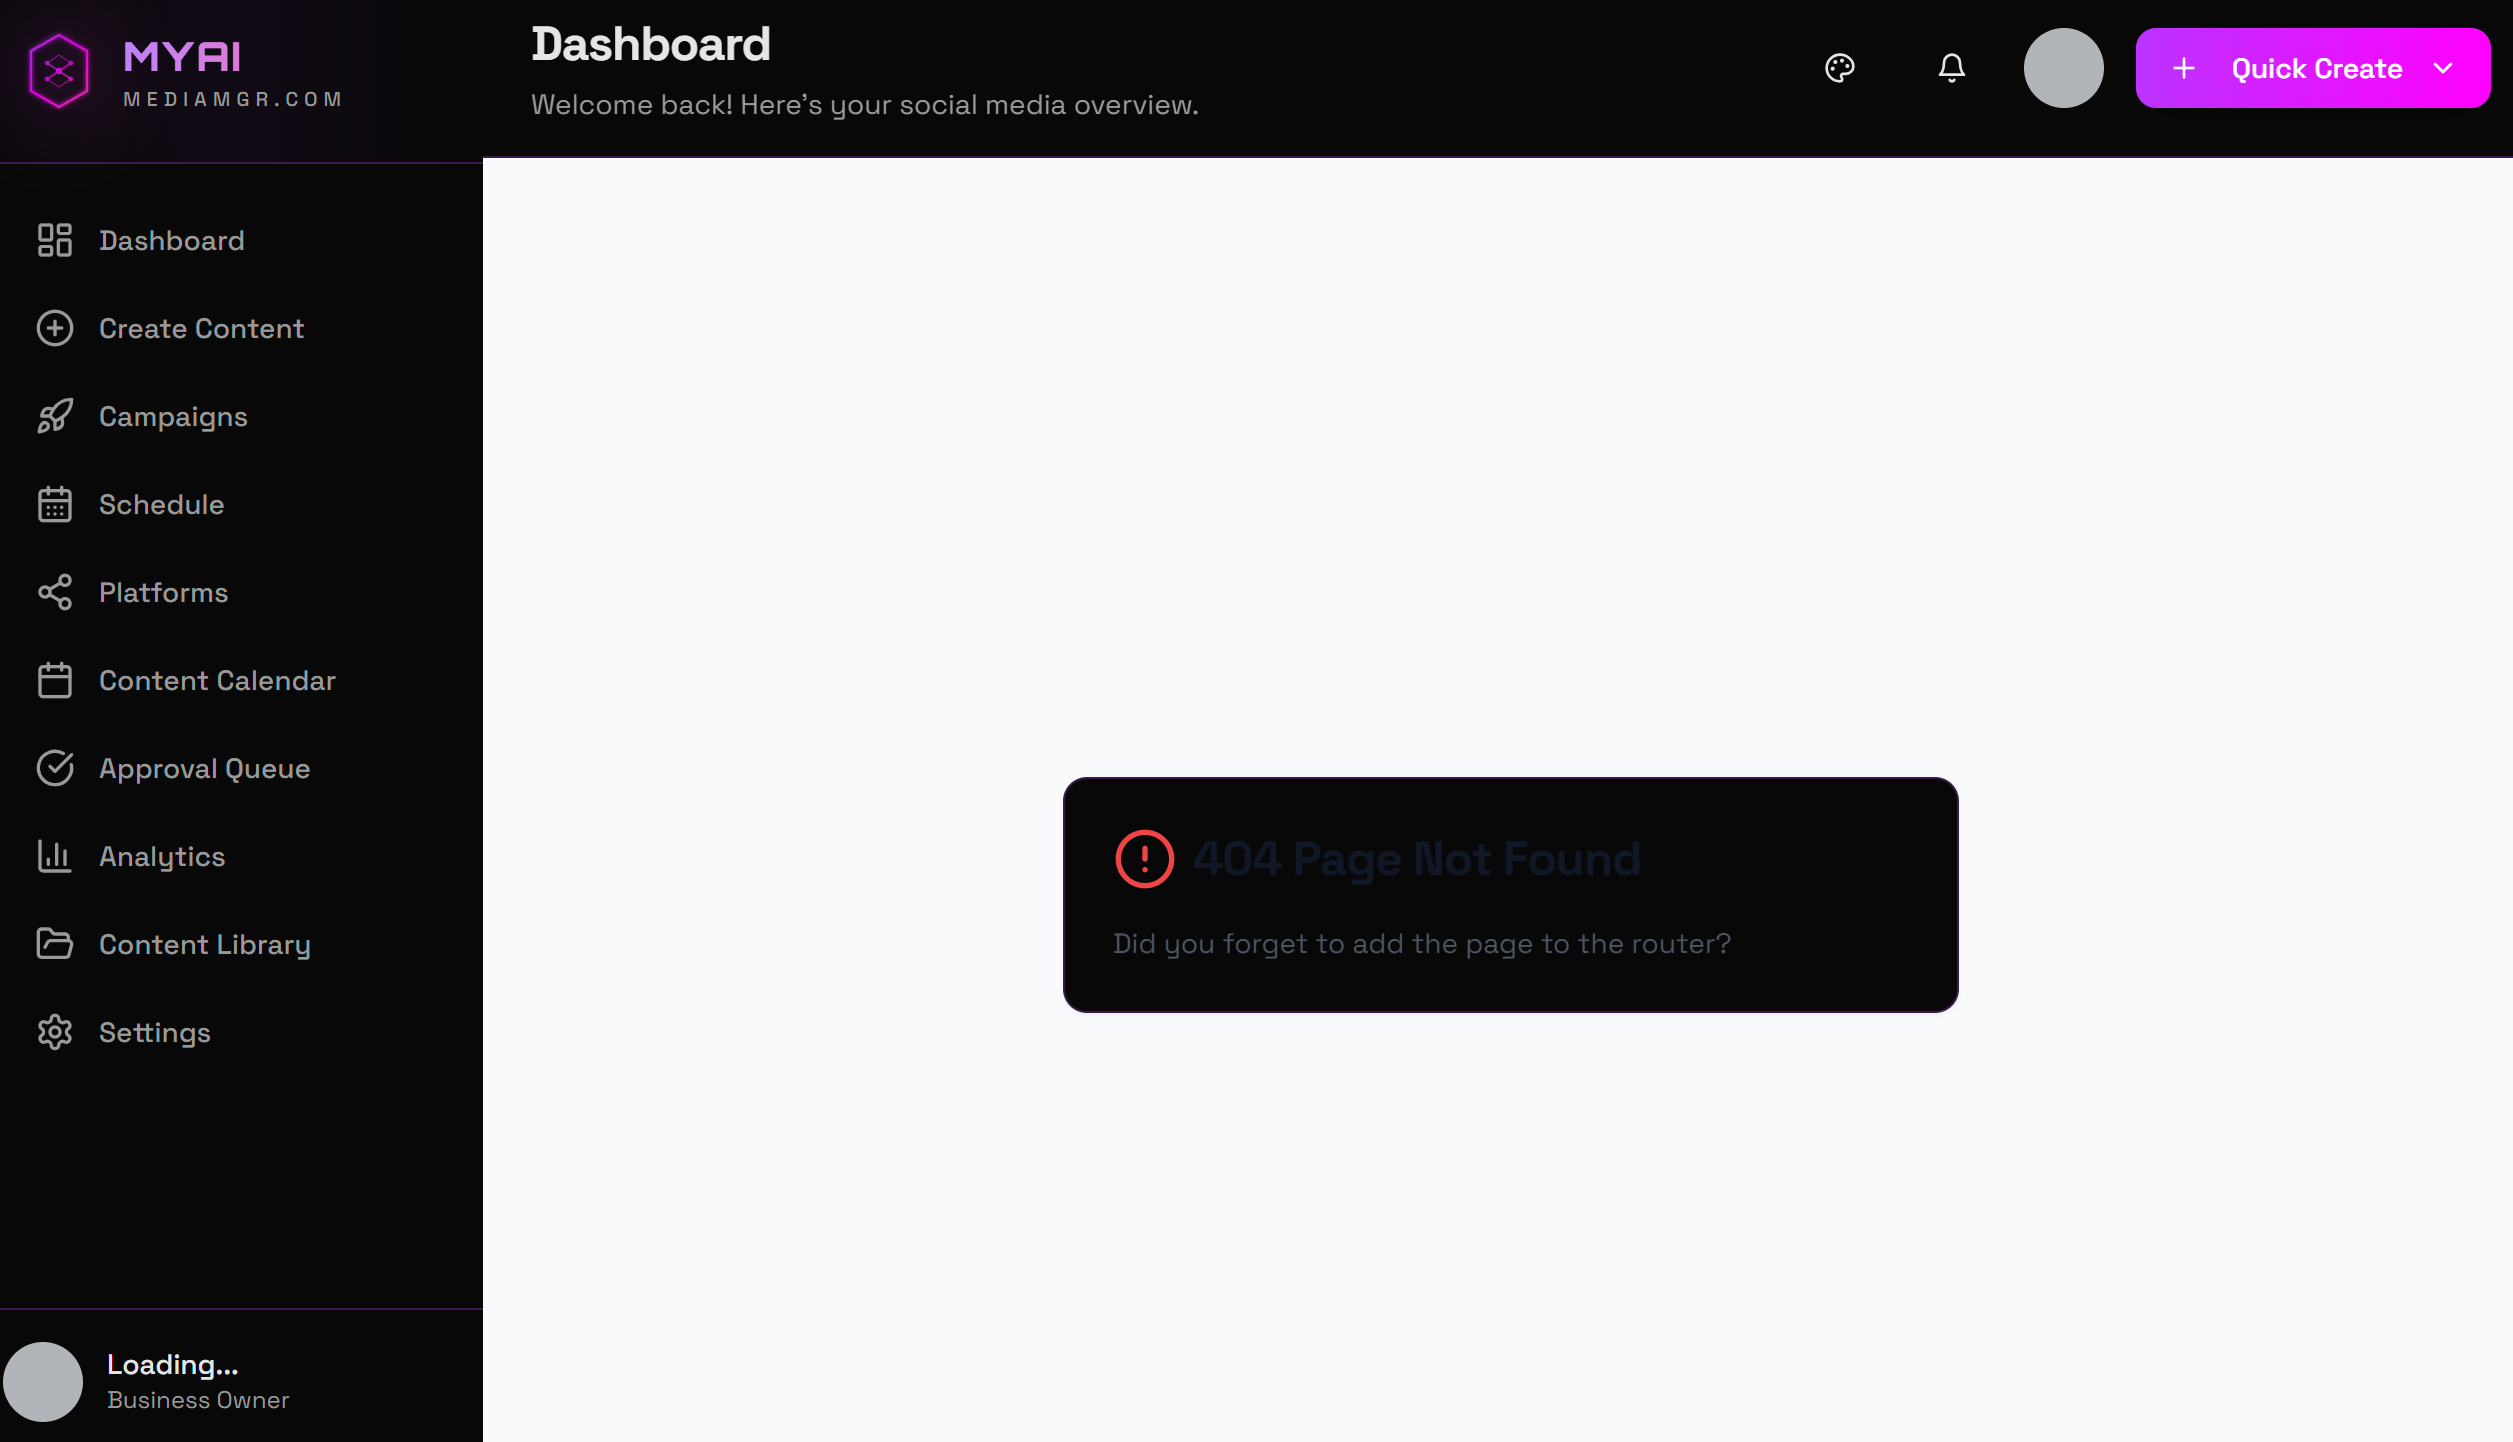 MYAI
MEDIAMGR.COM
Dashboard
Welcome back! Here's your social media overview.
Quick Create
Dashboard
Create Content
Campaigns
Schedule
Platforms
Content Calendar
Approval Queue
Analytics
Content Library
Settings
404 Page Not Found
Did you forget to add the page to the router?
Loading...
Business Owner